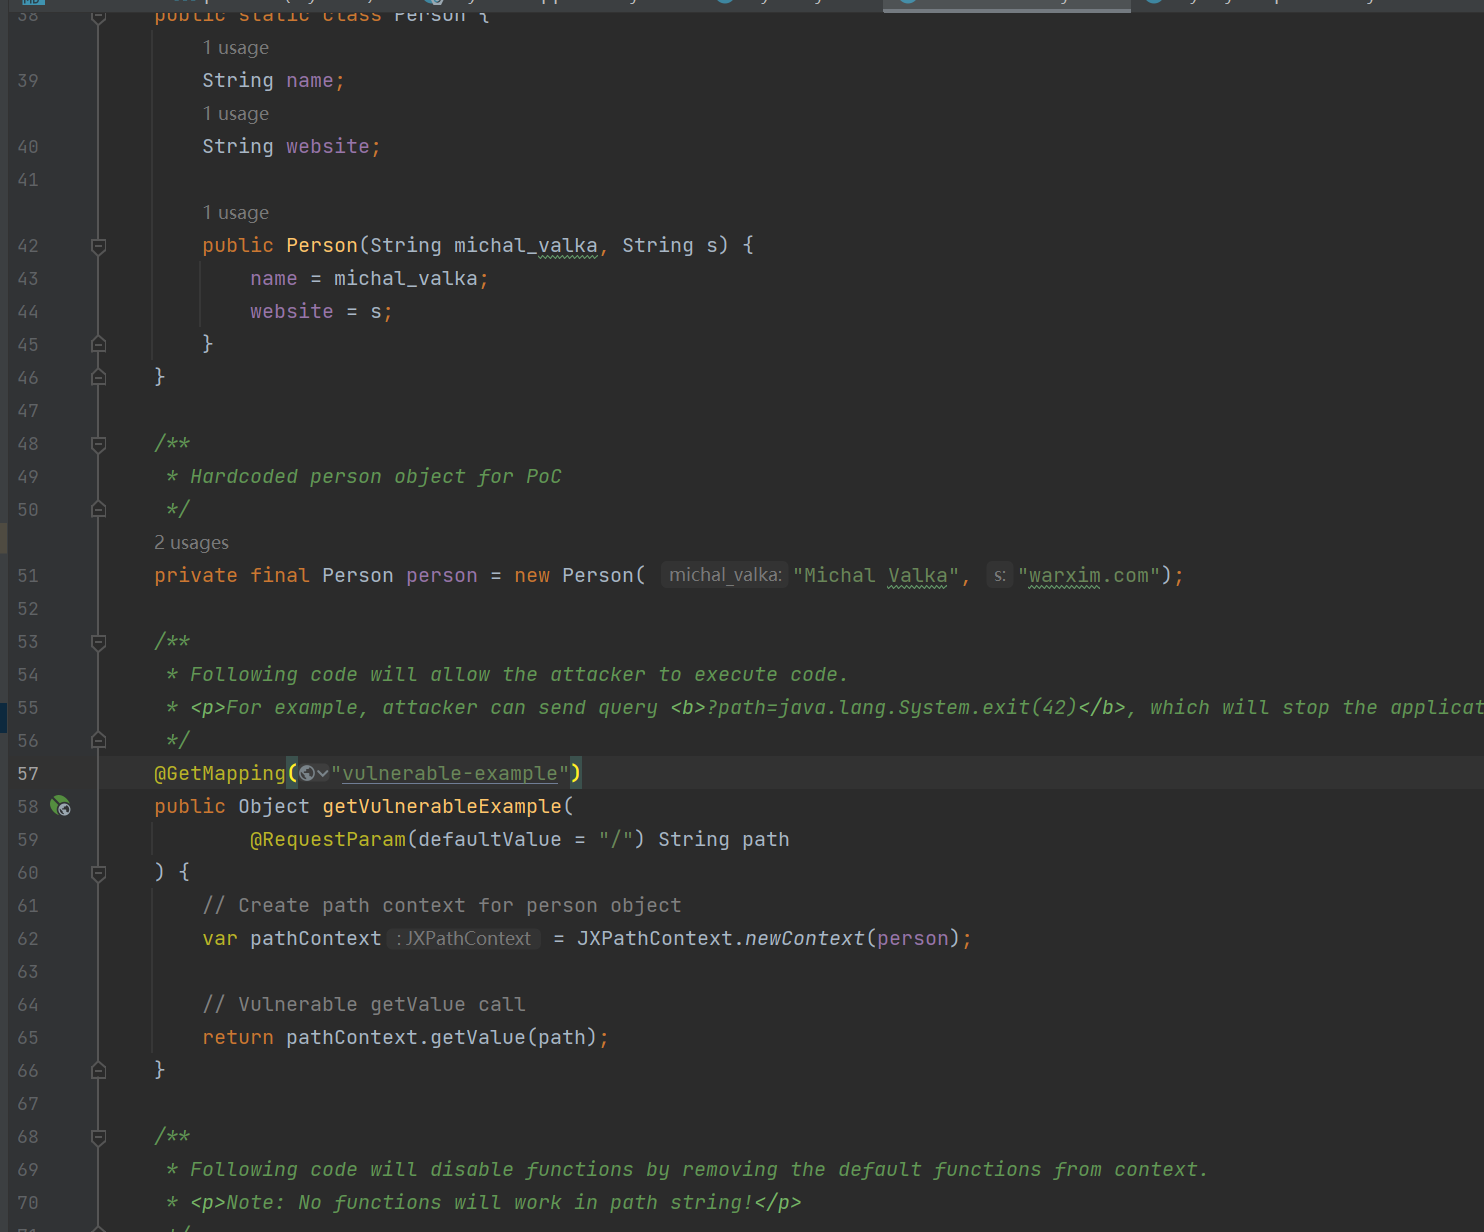 38 public static class Person {
1 usage
39 String name;
1 usage
40 String website;
41
1 usage
42 public Person(String michal_valka, String s) {
43 name = michal_valka;
44 website = s;
45 }
46 }
47
48 /**
49 * Hardcoded person object for PoC
50 */
2 usages
51 private final Person person = new Person( michal_valka: "Michal Valka", s: "warxim.com");
52
53 /**
54 * Following code will allow the attacker to execute code.
55 * <p>For example, attacker can send query <b>?path=java.lang.System.exit(42)</b>, which will stop the applicat
56 */
57 @GetMapping("vulnerable-example")
58 public Object getVulnerableExample(
59 @RequestParam(defaultValue = "/") String path
60 ) {
61 // Create path context for person object
62 var pathContext : JXPathContext = JXPathContext.newContext(person);
63
64 // Vulnerable getValue call
65 return pathContext.getValue(path);
66 }
67
68 /**
69 * Following code will disable functions by removing the default functions from context.
70 * <p>Note: No functions will work in path string!</p>
71 */